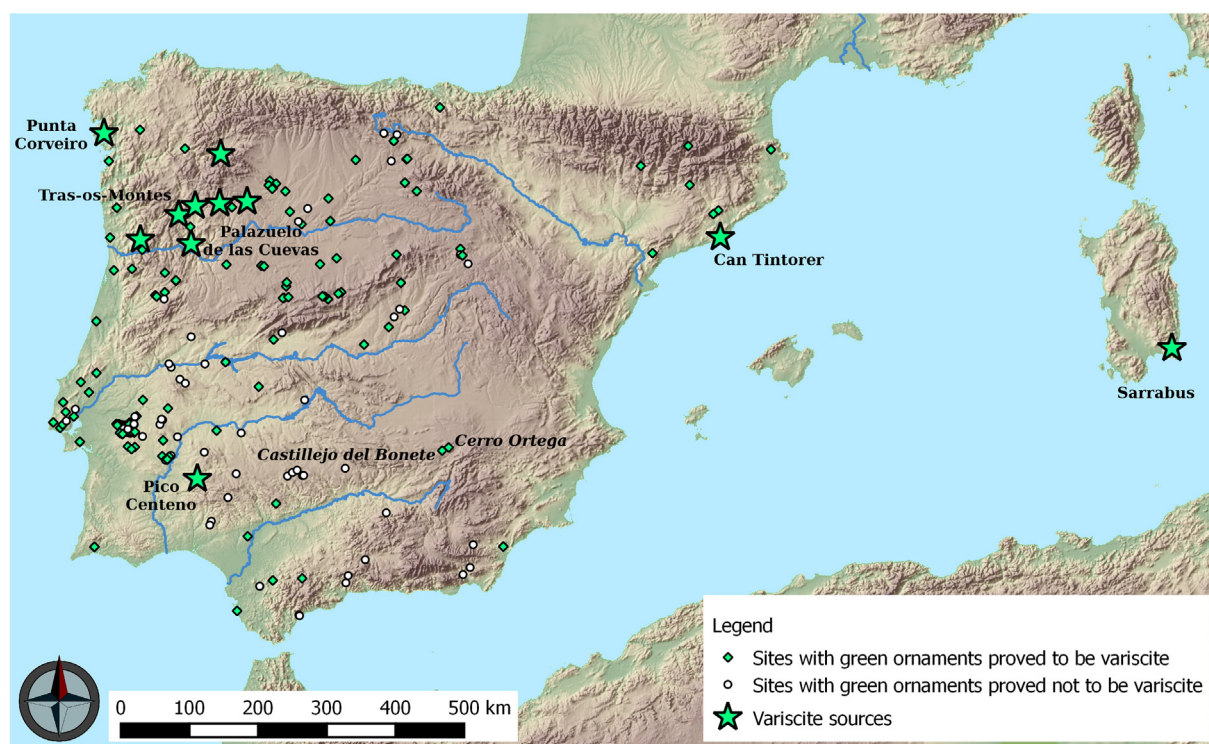 Punta
Corveiro
Tras-os-Montes
Palazuelo
de las Cuevas
Can Tintorer
Sarrabus
Cerro Ortega
Castillejo del Bonete
Pico
Centeno
Legend
Sites with green ornaments proved to be variscite
Sites with green ornaments proved not to be variscite
Variscite sources
0 100 200 300 400 500 km